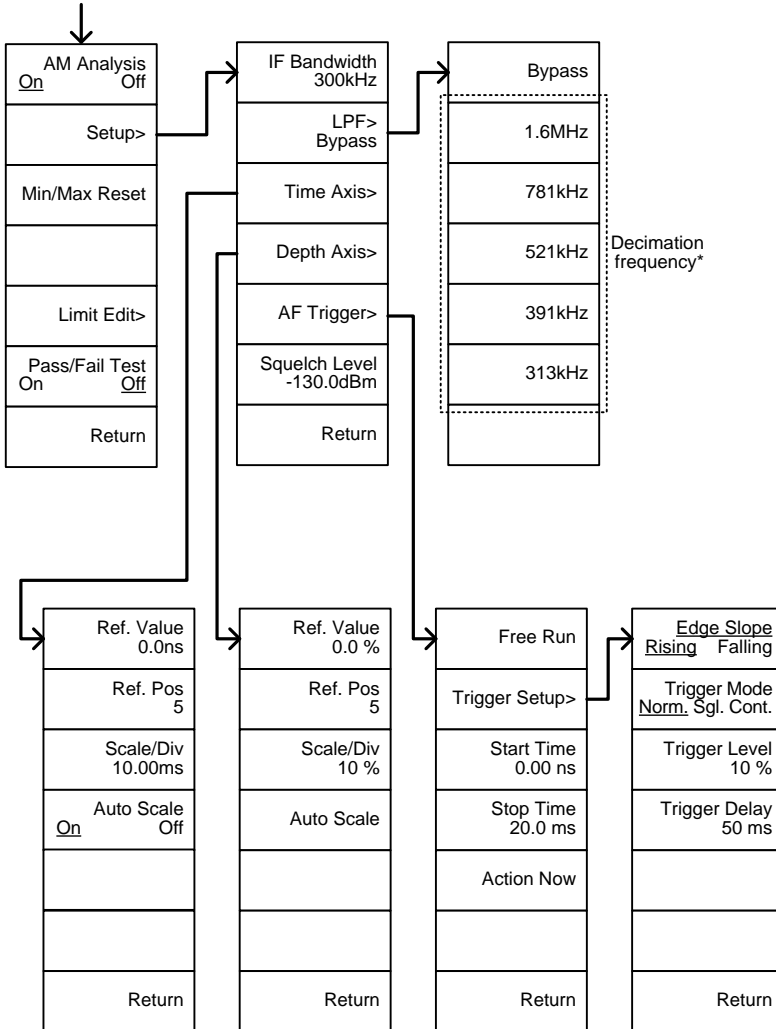 AM Analysis
On Off
Setup>
Min/Max Reset
Limit Edit>
Pass/Fail Test
On Off
Return
IF Bandwidth
300kHz
LPF>
Bypass
Time Axis>
Depth Axis>
AF Trigger>
Squelch Level
-130.0dBm
Return
Bypass
1.6MHz
781kHz
521kHz
391kHz
313kHz
Decimation
frequency*
Ref. Value
0.0ns
Ref. Pos
5
Scale/Div
10.00ms
Auto Scale
On Off
Return
Ref. Value
0.0 %
Ref. Pos
5
Scale/Div
10 %
Auto Scale
Return
Free Run
Trigger Setup>
Start Time
0.00 ns
Stop Time
20.0 ms
Action Now
Return
Edge Slope
Rising Falling
Trigger Mode
Norm. Sgl. Cont.
Trigger Level
10 %
Trigger Delay
50 ms
Return